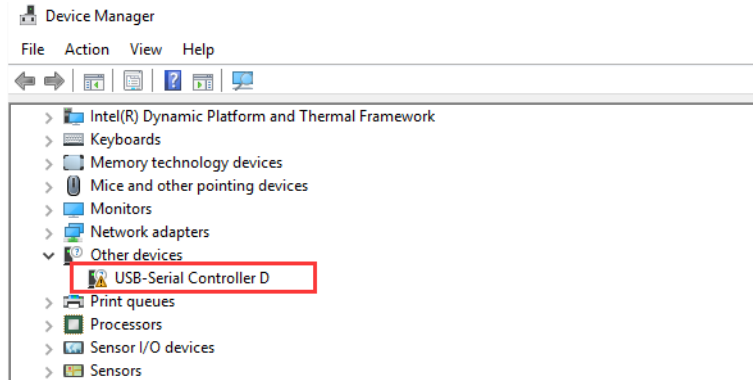 Device Manager
File Action View Help
Intel(R) Dynamic Platform and Thermal Framework
Keyboards
Memory technology devices
Mice and other pointing devices
Monitors
Network adapters
Other devices
USB-Serial Controller D
Print queues
Processors
Sensor I/O devices
Sensors